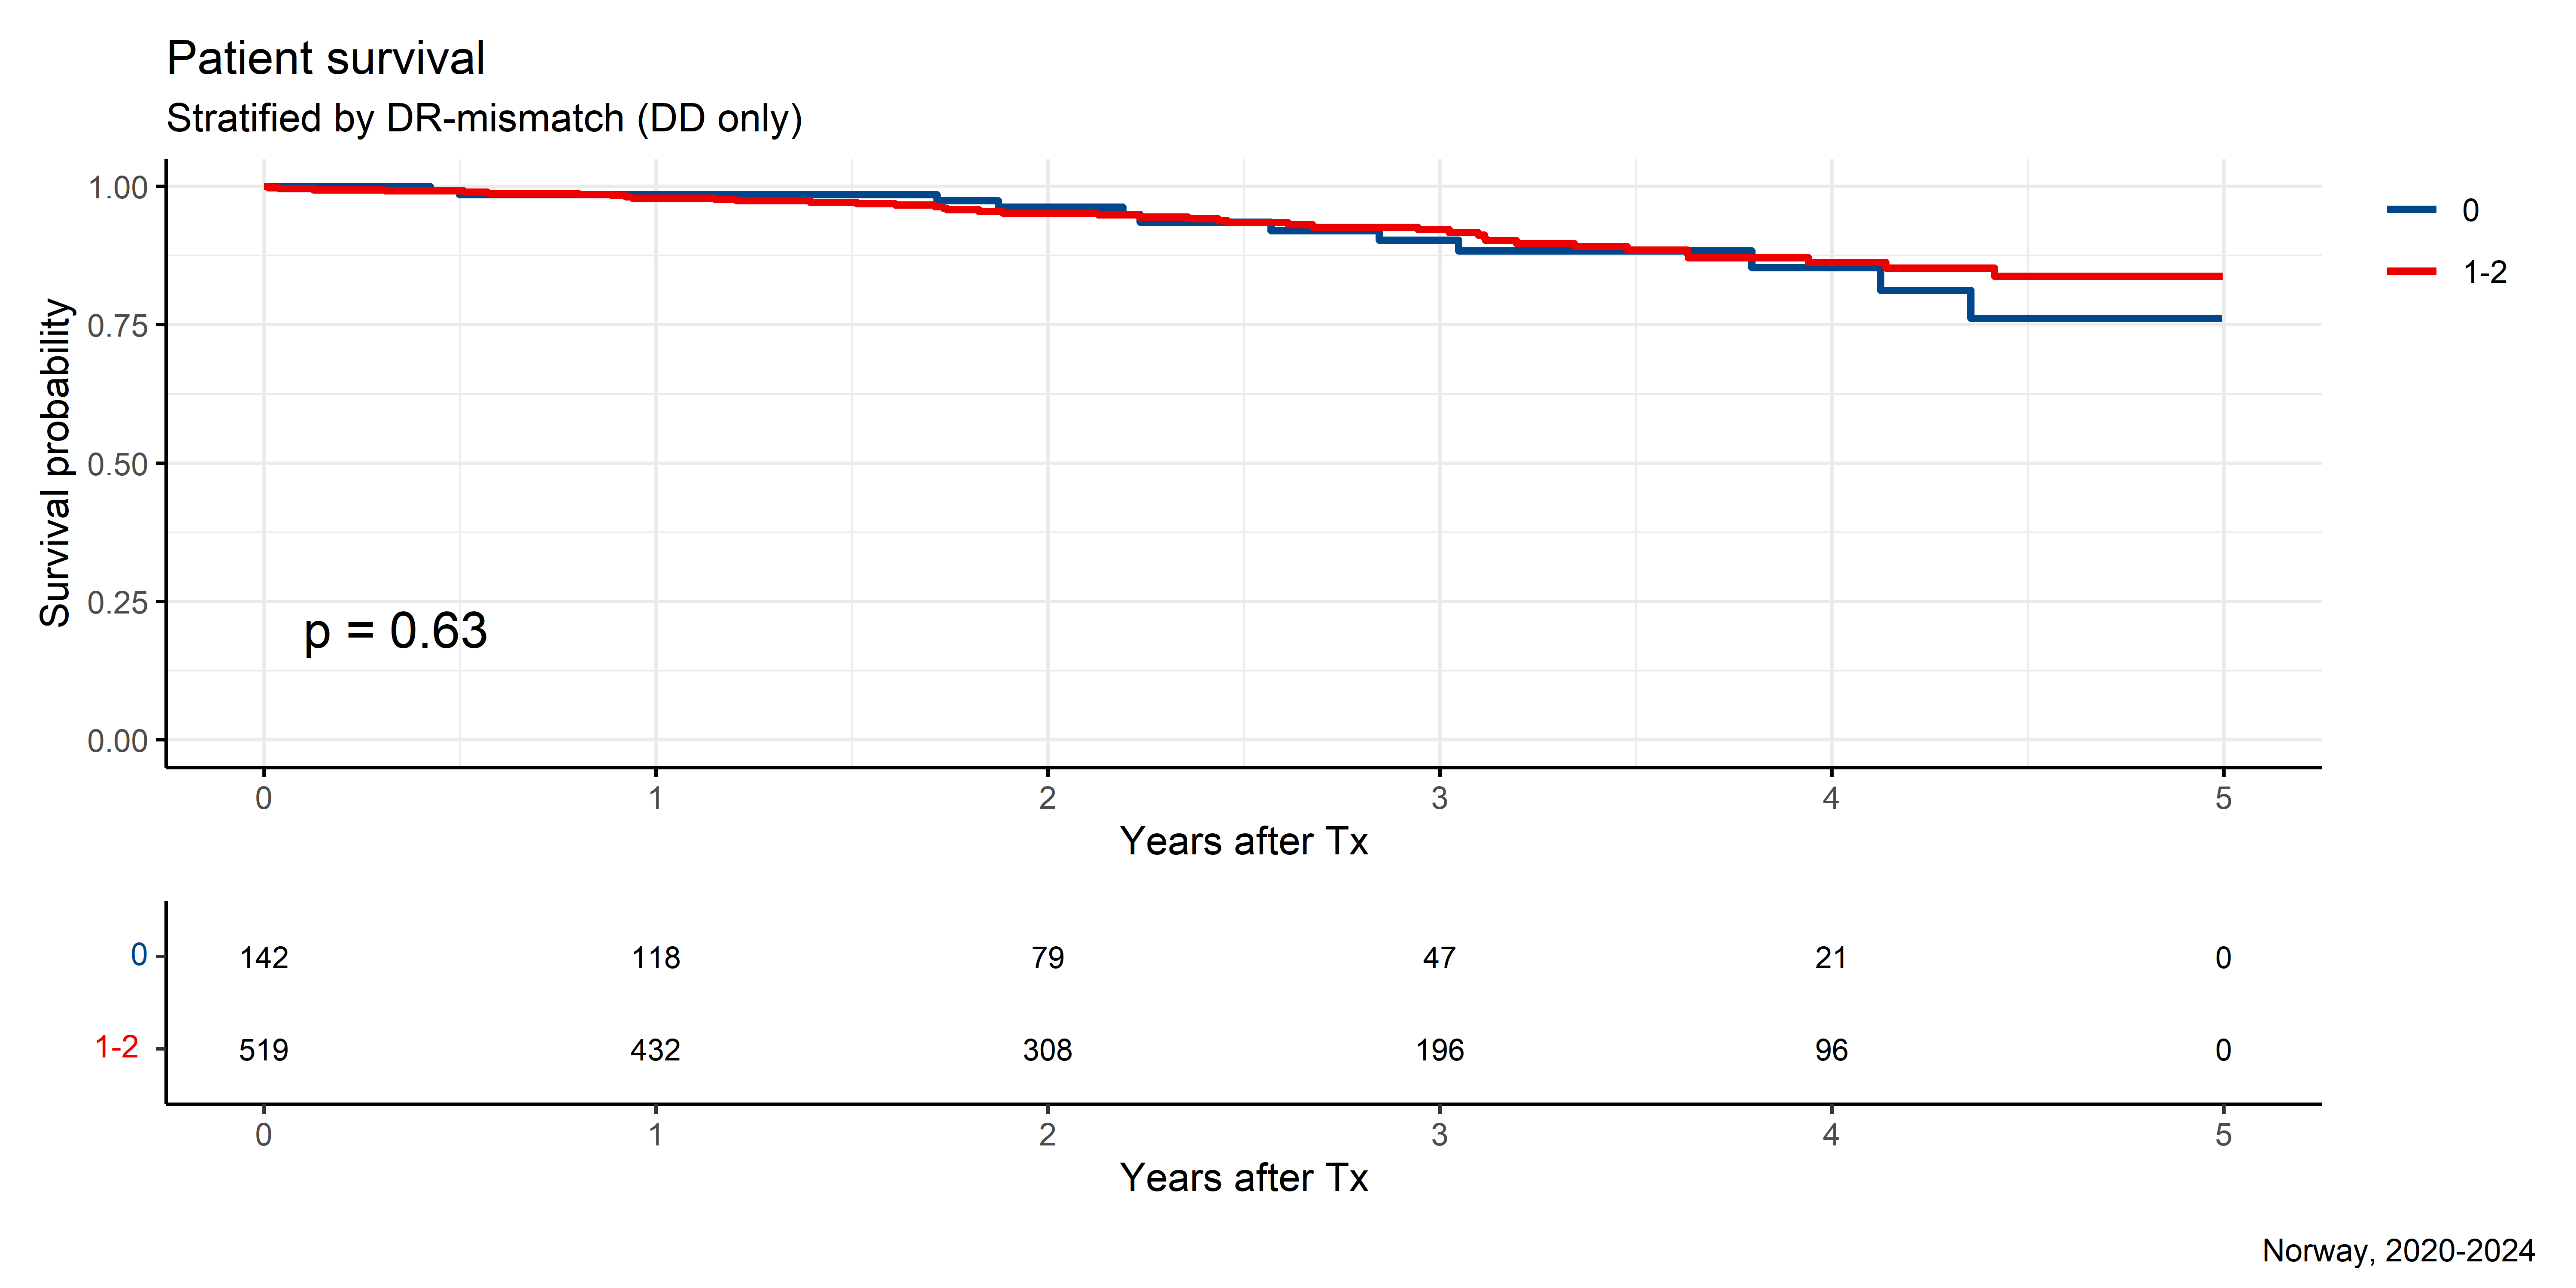 Patient survival
Stratified by DR-mismatch (DD only)
Survival probability
1.00
0.75
0.50
0.25
0.00
p = 0.63
0
1-2
0 1 2 3 4 5
Years after Tx
0 142 118 79 47 21 0
1-2 519 432 308 196 96 0
0 1 2 3 4 5
Years after Tx
Norway, 2020-2024